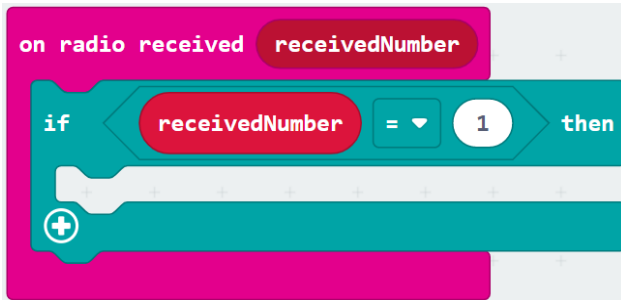 on radio received receivedNumber
if receivedNumber = 1 then